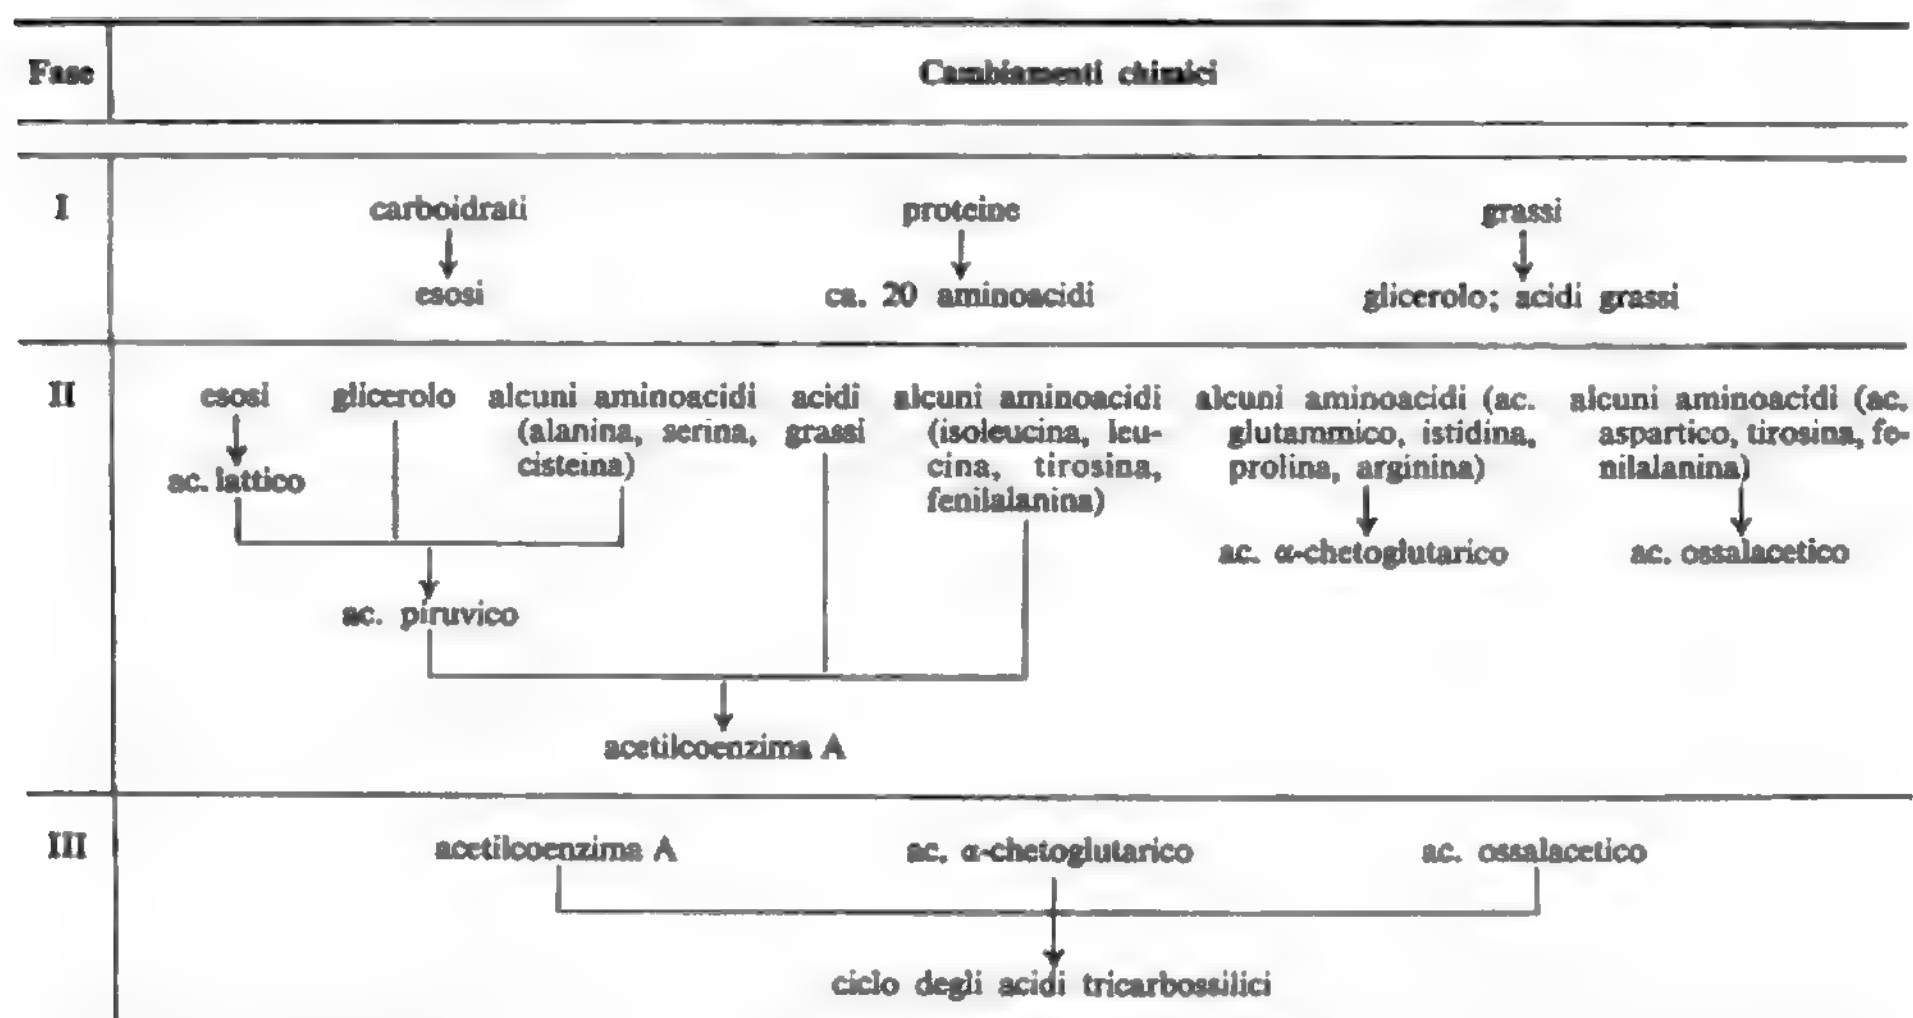 Fase
Cambiamenti chimici
I
carboidrati
proteine
grassi
esosi
ca. 20 aminoacidi
glicerolo; acidi grassi
II
esosi
ac. lattico
glicerolo
alcuni aminoacidi
(alanina, serina,
cisteina)
acidi
grassi
alcuni aminoacidi
(isoleucina, leu-
cina, tirosina,
fenilalanina)
alcuni aminoacidi (ac.
glutammico, istidina,
prolina, arginina)
alcuni aminoacidi (ac.
aspartico, tirosina, fe-
nilalanina)
ac. α-chetoglutarico
ac. ossalacetico
ac. piruvico
acetilcoenzima A
III
acetilcoenzima A
ac. α-chetoglutarico
ac. ossalacetico
ciclo degli acidi tricarbossilici